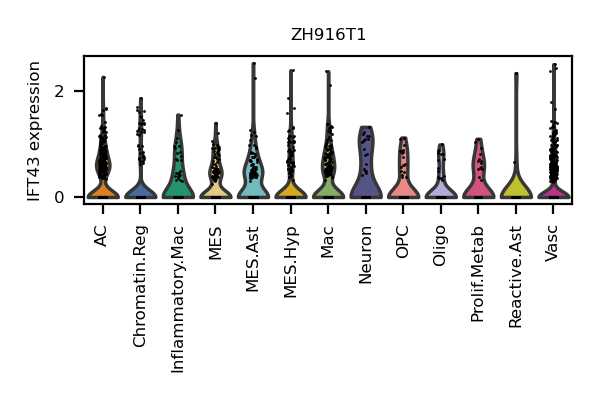 ZH916T1
IFT43 expression
2
0
AC
Chromatin.Reg
Inflammatory.Mac
MES
MES.Ast
MES.Hyp
Mac
Neuron
OPC
Oligo
Prolif.Metab
Reactive.Ast
Vasc